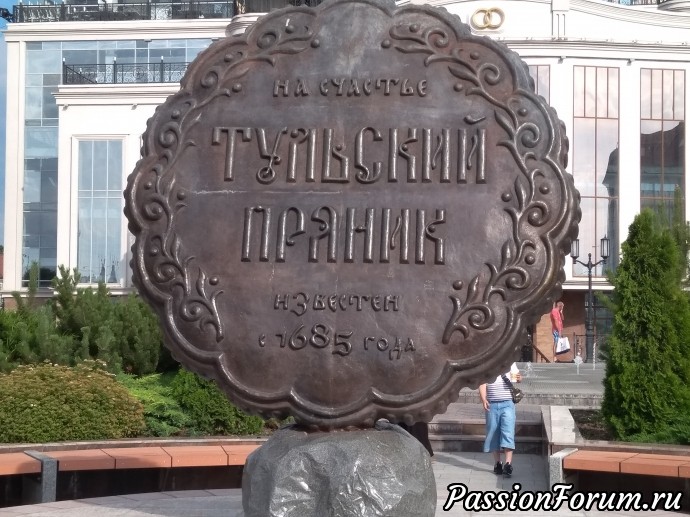 НА СЧАСТЬЕ
ТУЛЬСКИЙ
ПРЯНИК
ИЗВЕСТЕН
с 1685 года
PassionForum.ru